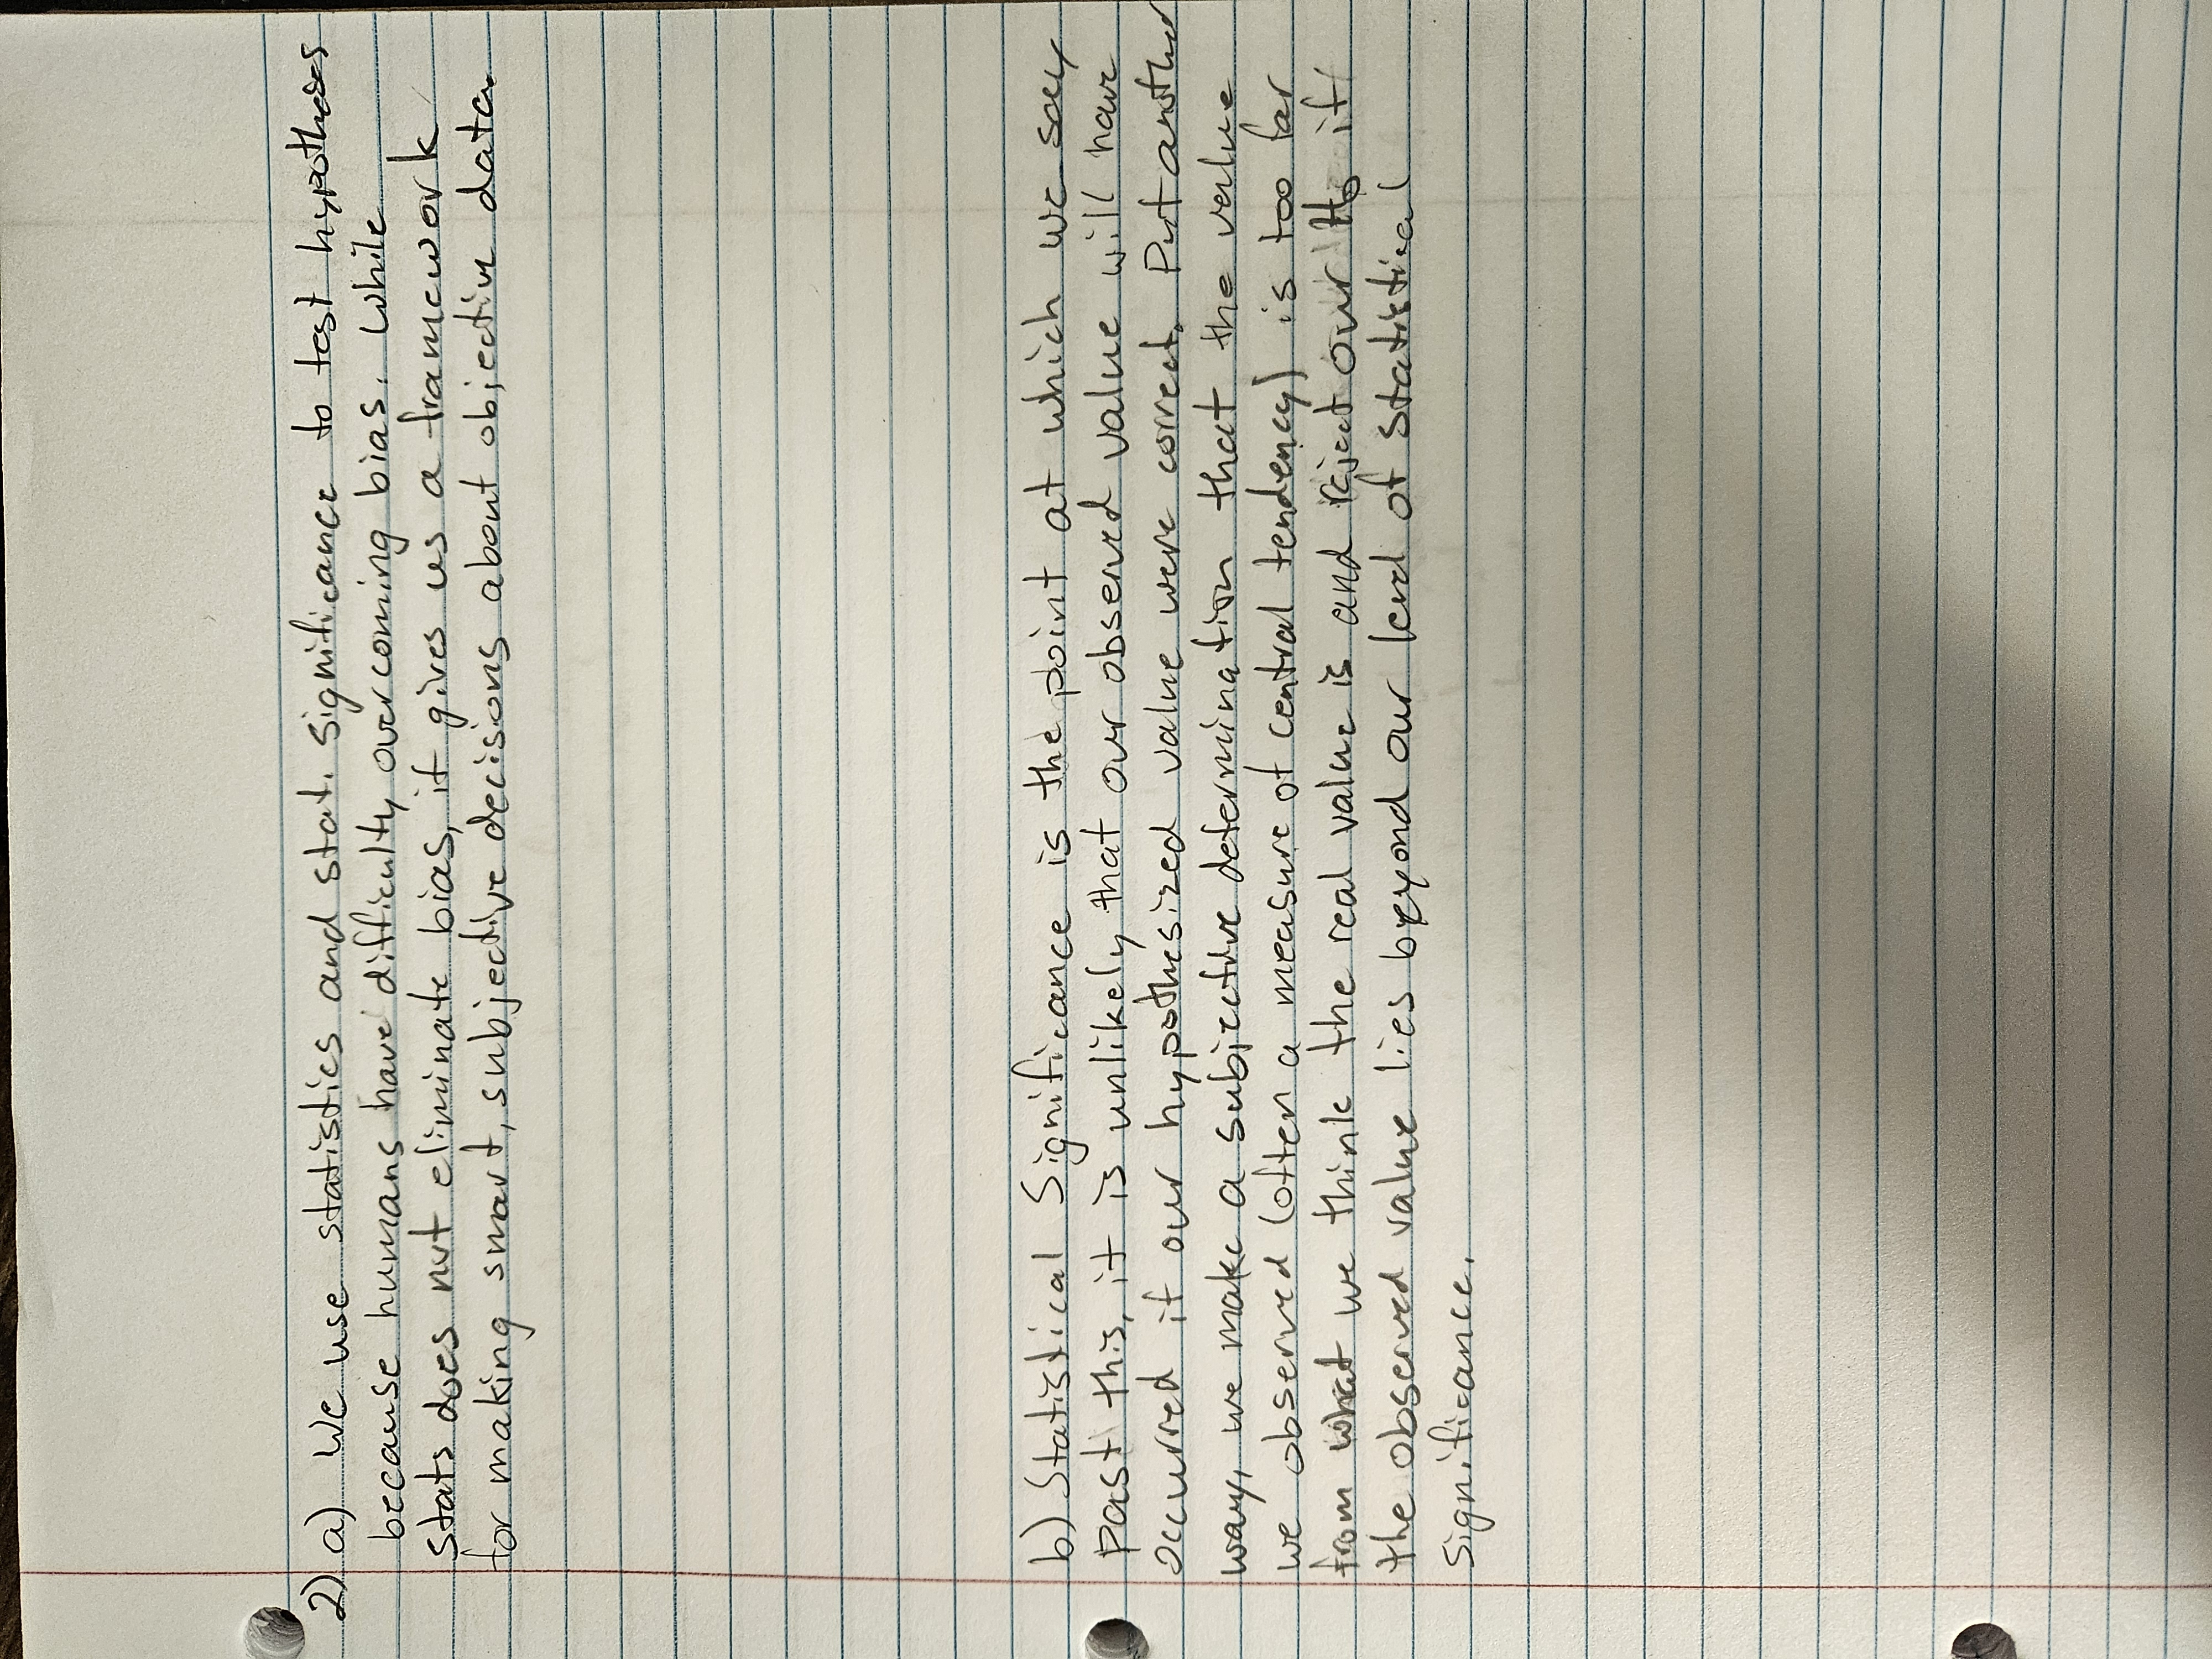 2) a) We use statistics and stat. significance to test hypotheses
because humans have difficulty overcoming bias. While
stats does not eliminate bias, it gives us a framework
for making smart, subjective decisions about objective data.
b) Statistical Significance is the point at which we say
past this, it is unlikely that our observed value will have
occurred if our hypothesized value were correct. Put another
way, we make a subjective determination that the value
we observed (often a measure of central tendency) is too far
from what we think the real value is and reject our H₀ if
the observed value lies beyond our level of statistical
significance.